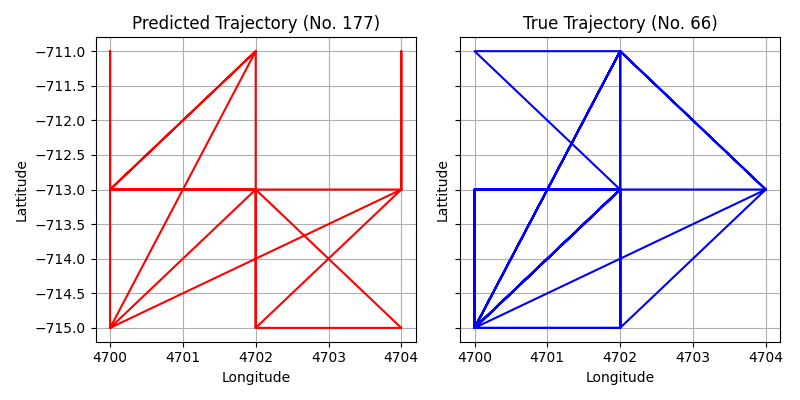 Predicted Trajectory (No. 177)
True Trajectory (No. 66)
−711.0
−711.5
−712.0
−712.5
−713.0
−713.5
−714.0
−714.5
−715.0
Lattitude
Lattitude
4700 4701 4702 4703 4704
4700 4701 4702 4703 4704
Longitude
Longitude